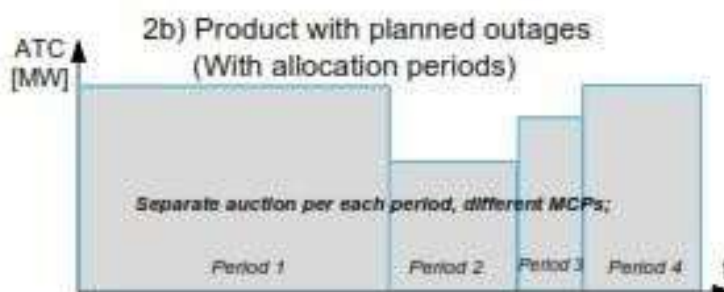 2b) Product with planned outages
(With allocation periods)
ATC
[MW]
Separate auction per each period, different MCPs;
Period 1
Period 2
Period 3
Period 4